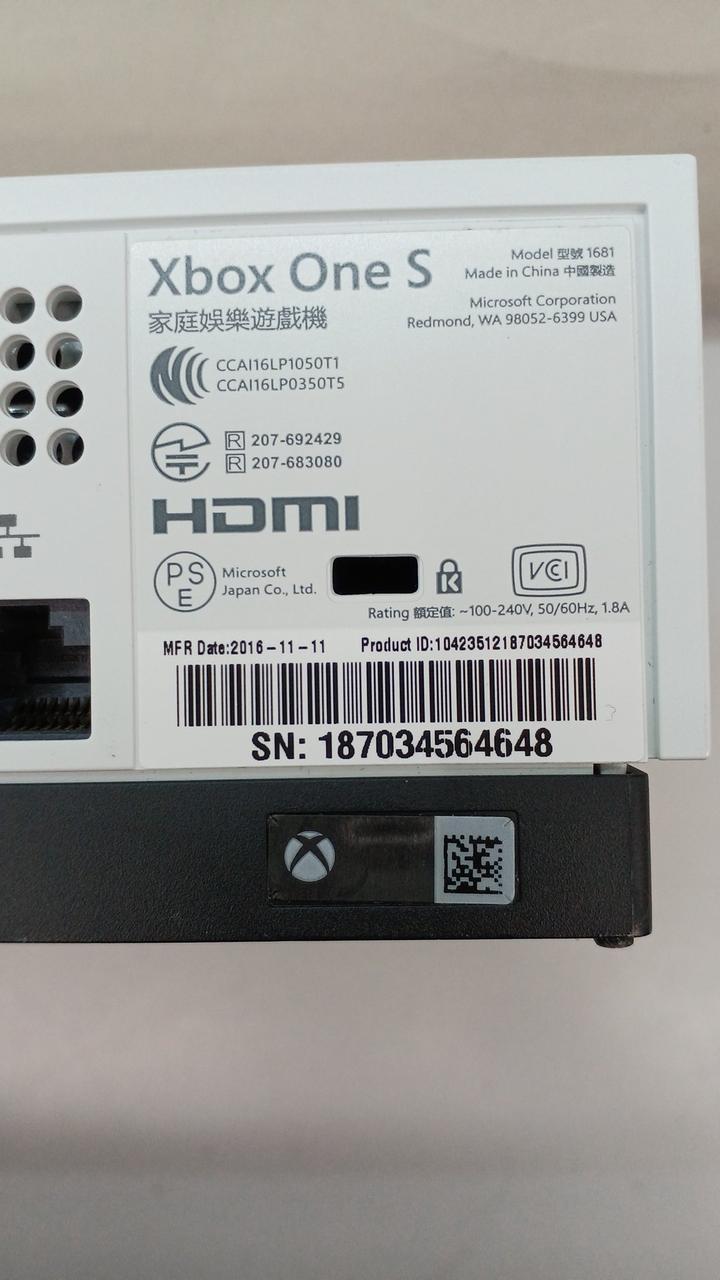 Xbox One S
家庭娛樂遊戲機
Model 型號 1681
Made in China 中國製造
Microsoft Corporation
Redmond, WA 98052-6399 USA
CCAI16LP1050T1
CCAI16LP0350T5
R 207-692429
R 207-683080
HDMI
PSE
Microsoft
Japan Co., Ltd.
K
VCCI
Rating 額定值: ~100-240V, 50/60Hz, 1.8A
MFR Date:2016-11-11 Product ID:10423512187034564648
SN: 187034564648